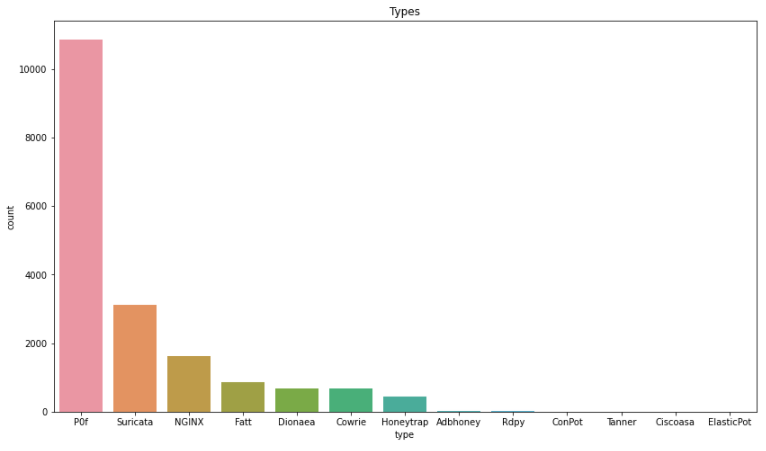 Types
10000
8000
6000
4000
2000
0
count
P0f Suricata NGINX Fatt Dionaea Cowrie Honeytrap Adbhoney Rdpy ConPot Tanner Ciscoasa ElasticPot
type